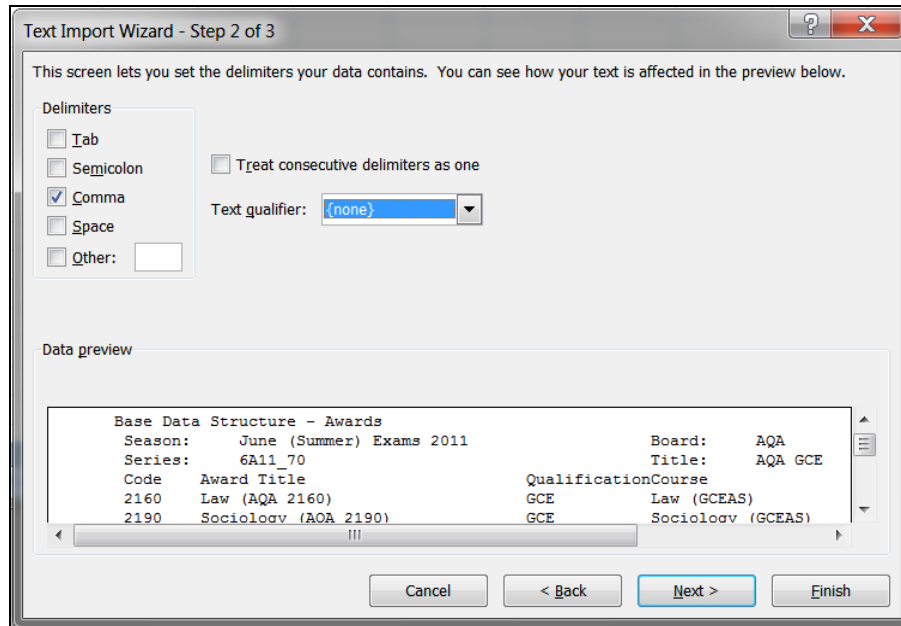 Text Import Wizard - Step 2 of 3
This screen lets you set the delimiters your data contains.  You can see how your text is affected in the preview below.
Delimiters
Tab
Semicolon
Treat consecutive delimiters as one
Comma
Text qualifier: {none}
Space
Other:
Data preview
Base Data Structure - Awards
Season: June (Summer) Exams 2011 Board: AQA
Series: 6A11_70 Title: AQA GCE
Code Award Title QualificationCourse
2160 Law (AQA 2160) GCE Law (GCEAS)
2190 Sociology (AQA 2190) GCE Sociology (GCEAS)
Cancel < Back Next > Finish